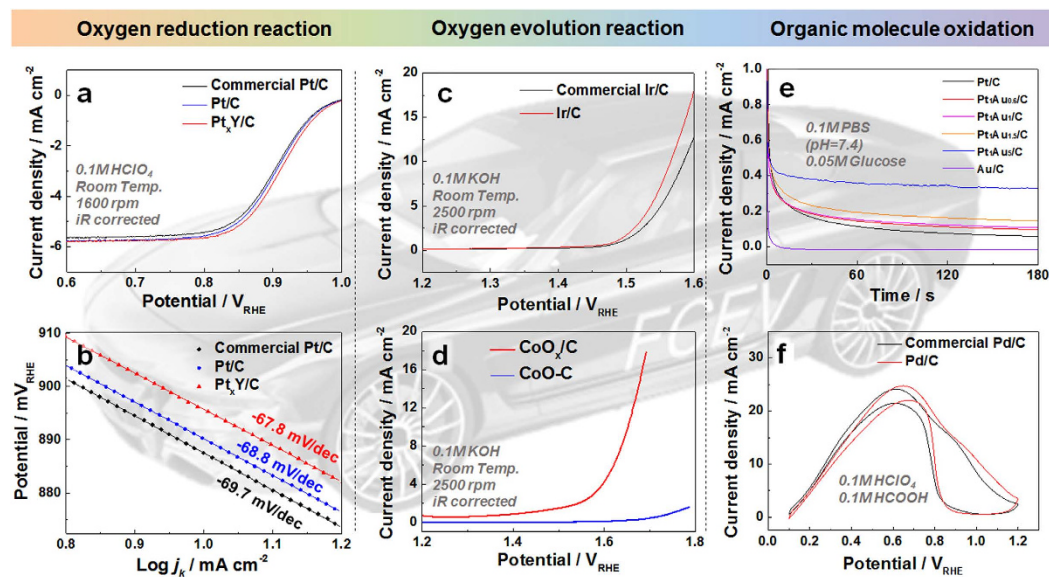 Oxygen reduction reaction
Oxygen evolution reaction
Organic molecule oxidation
a
Commercial Pt/C
Pt/C
PtₓY/C
0.1M HClO₄
Room Temp.
1600 rpm
iR corrected
Current density / mA cm⁻²
0
-2
-4
-6
0.6
0.7
0.8
0.9
1.0
Potential / V_RHE
c
Commercial Ir/C
Ir/C
0.1M KOH
Room Temp.
2500 rpm
iR corrected
Current density / mA cm⁻²
20
15
10
5
0
1.2
1.3
1.4
1.5
1.6
Potential / V_RHE
e
Pt/C
Pt₁Au₀.₆/C
Pt₁Au₁/C
Pt₁Au₁.₅/C
Pt₁Au₅/C
Au/C
0.1M PBS
(pH=7.4)
0.05M Glucose
Current density / mA cm⁻²
1.0
0.8
0.6
0.4
0.2
0.0
0
60
120
180
Time / s
FCEV
b
Commercial Pt/C
Pt/C
PtₓY/C
-67.8 mV/dec
-68.8 mV/dec
-69.7 mV/dec
Potential / mV_RHE
910
900
890
880
0.8
0.9
1.0
1.1
1.2
Log jₖ / mA cm⁻²
d
CoOₓ/C
CoO-C
0.1M KOH
Room Temp.
2500 rpm
iR corrected
Current density / mA cm⁻²
20
16
12
8
4
0
1.2
1.4
1.6
1.8
Potential / V_RHE
f
Commercial Pd/C
Pd/C
0.1M HClO₄
0.1M HCOOH
Current density / mA cm⁻²
30
20
10
0
0.0
0.2
0.4
0.6
0.8
1.0
1.2
Potential / V_RHE